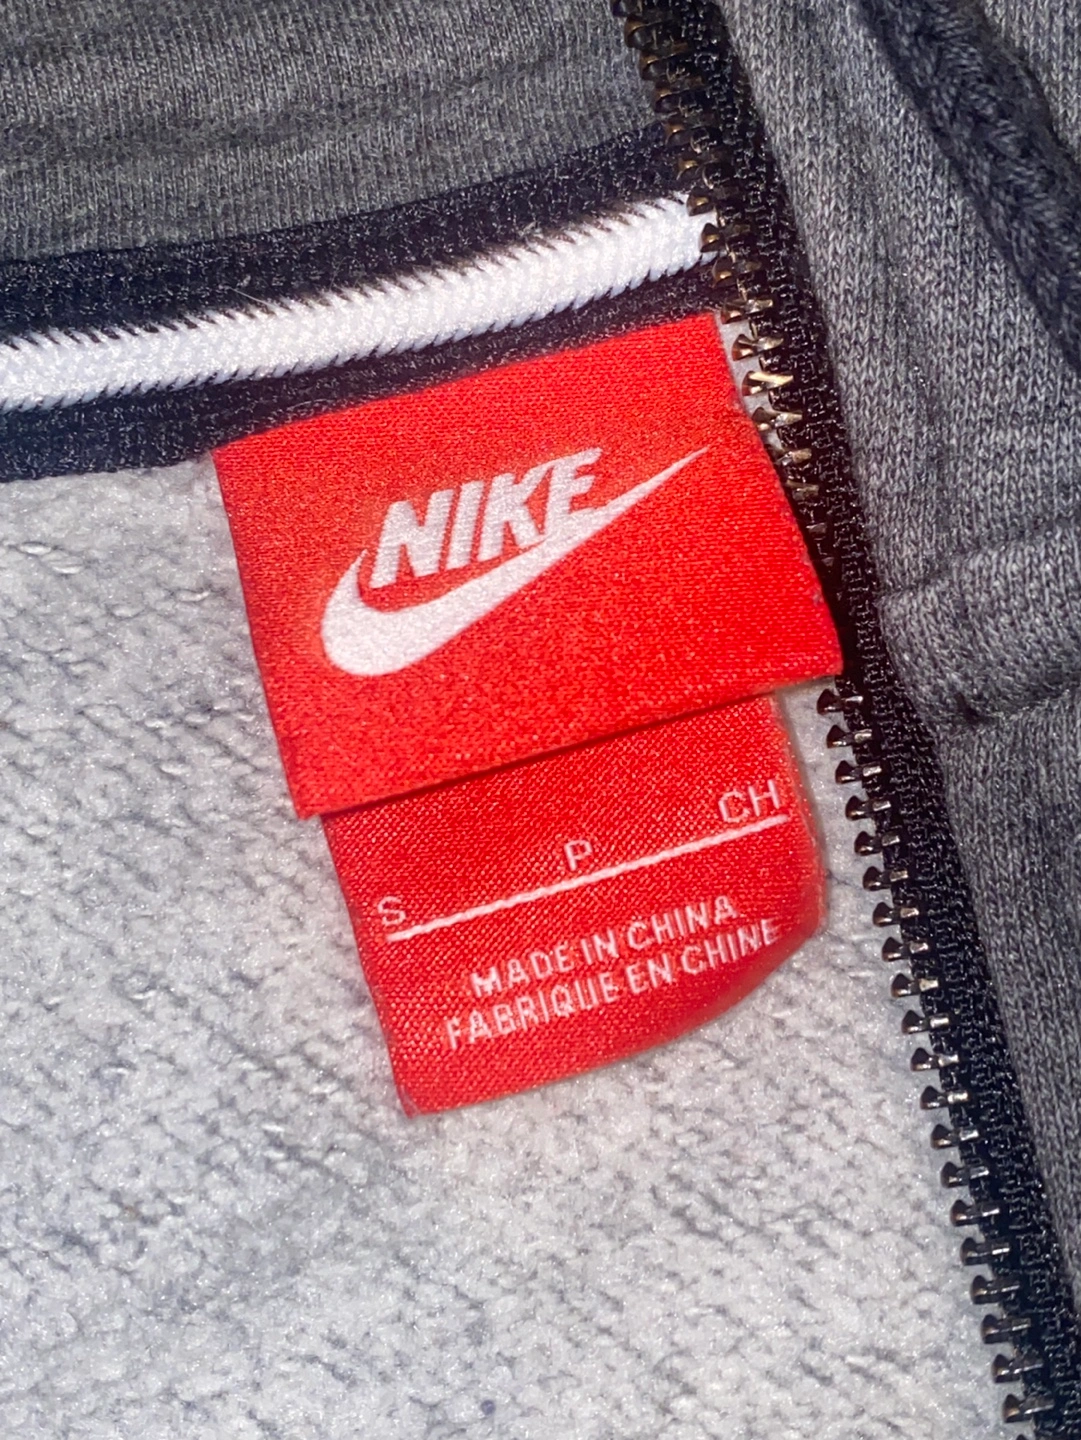 NIKE
S P CH
MADE IN CHINA
FABRIQUE EN CHINE